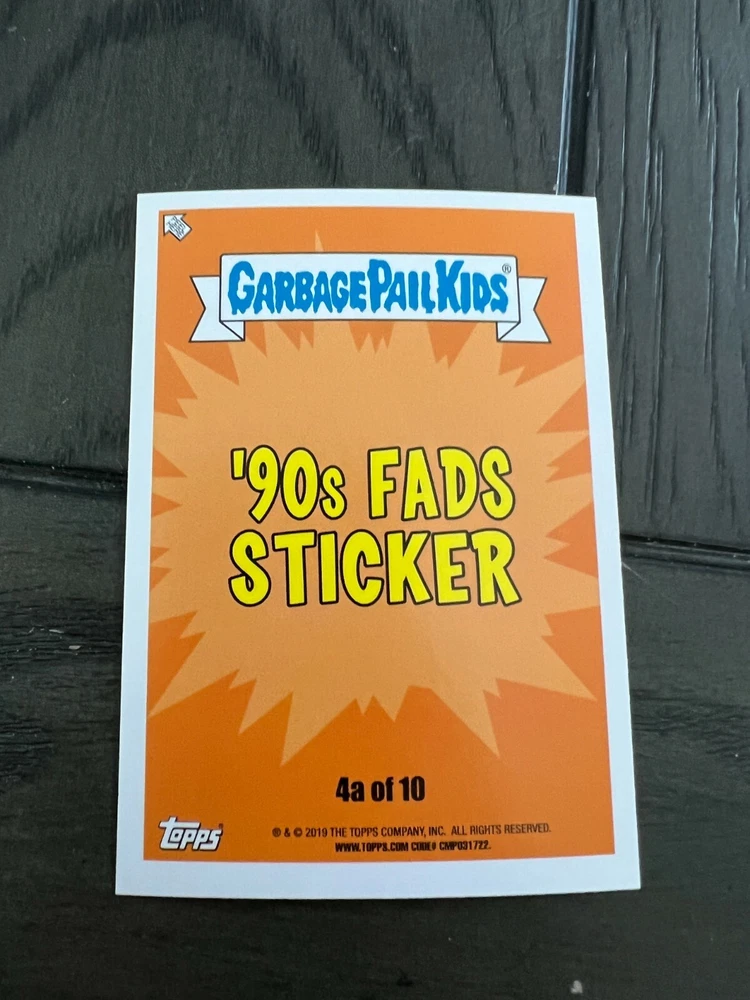 GARBAGE PAIL KIDS®
'90s FADS
STICKER
4a of 10
topps®
® & © 2019 THE TOPPS COMPANY, INC. ALL RIGHTS RESERVED.
WWW.TOPPS.COM CODE# CMP031722.